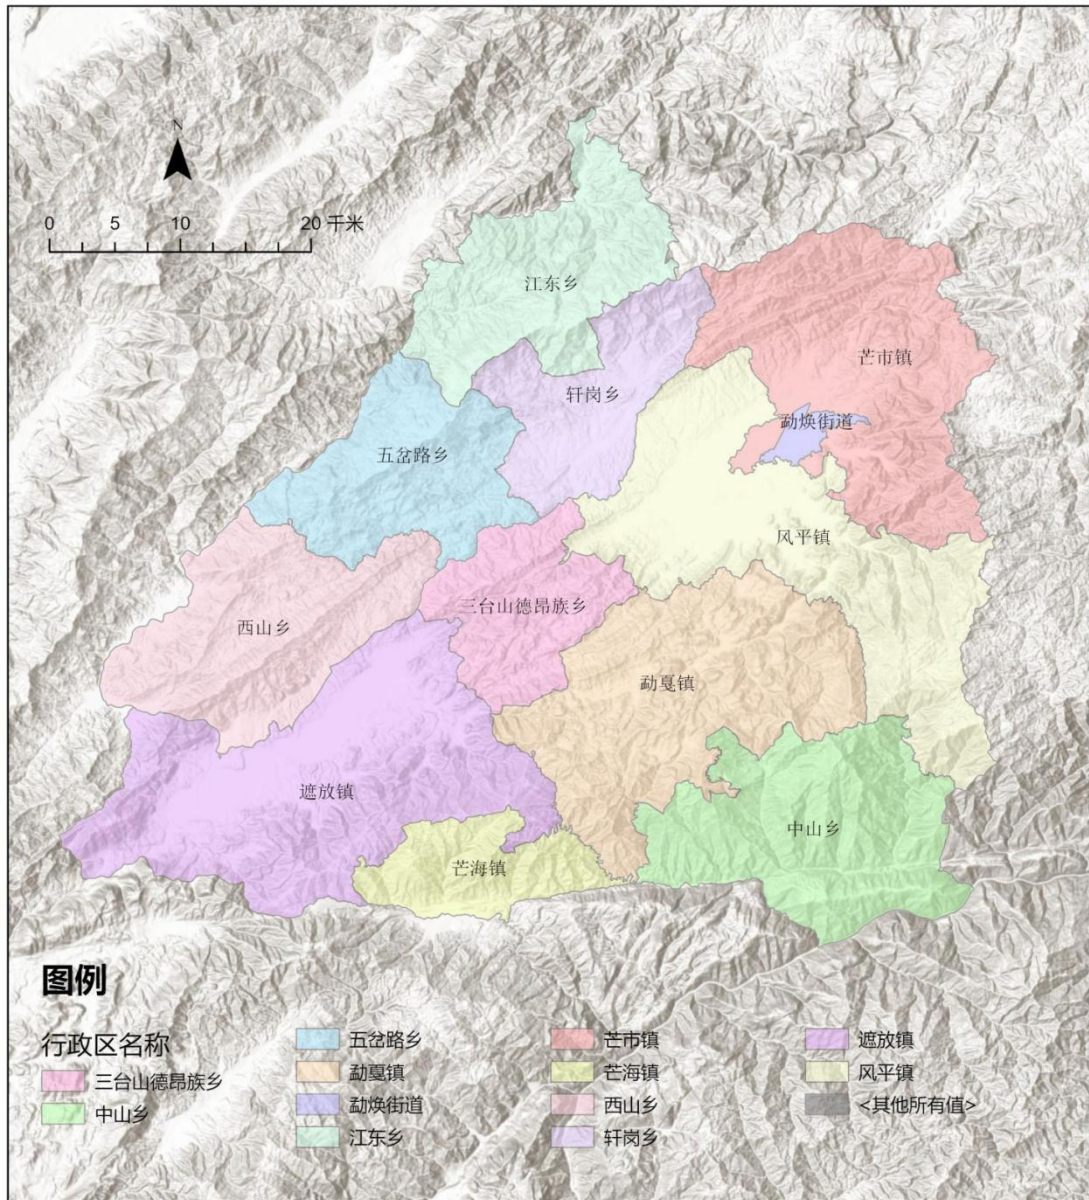 N
0 5 10 20 千米
江东乡
芒市镇
轩岗乡
勐焕街道
五岔路乡
风平镇
三台山德昂族乡
西山乡
勐戛镇
遮放镇
中山乡
芒海镇
图例
行政区名称
三台山德昂族乡
中山乡
五岔路乡
勐戛镇
勐焕街道
江东乡
芒市镇
芒海镇
西山乡
轩岗乡
遮放镇
风平镇
<其他所有值>